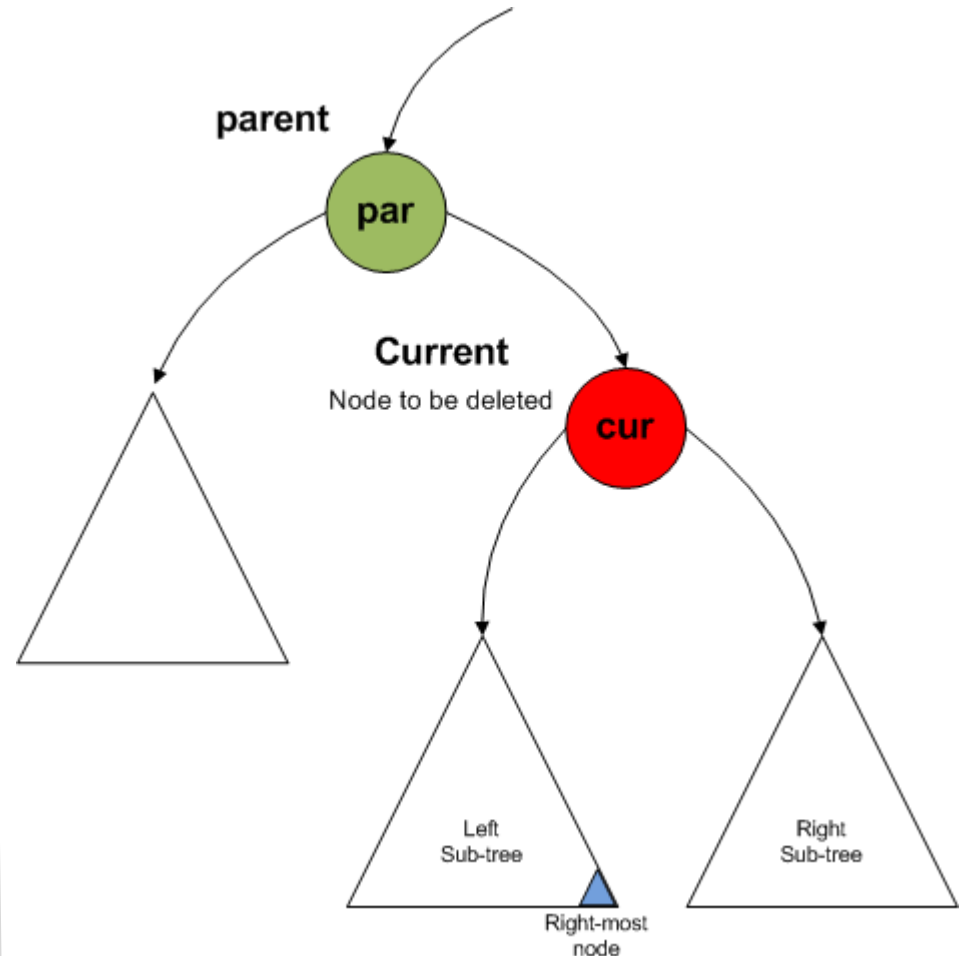 parent
par
Current
Node to be deleted
cur
Left
Sub-tree
Right
Sub-tree
Right-most
node